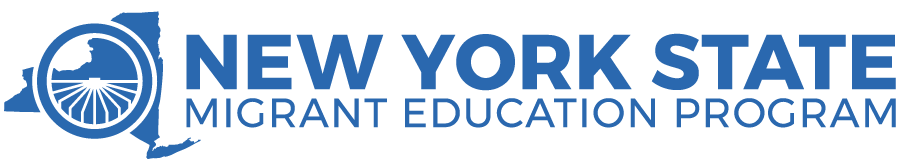 NEW YORK STATE
MIGRANT EDUCATION PROGRAM